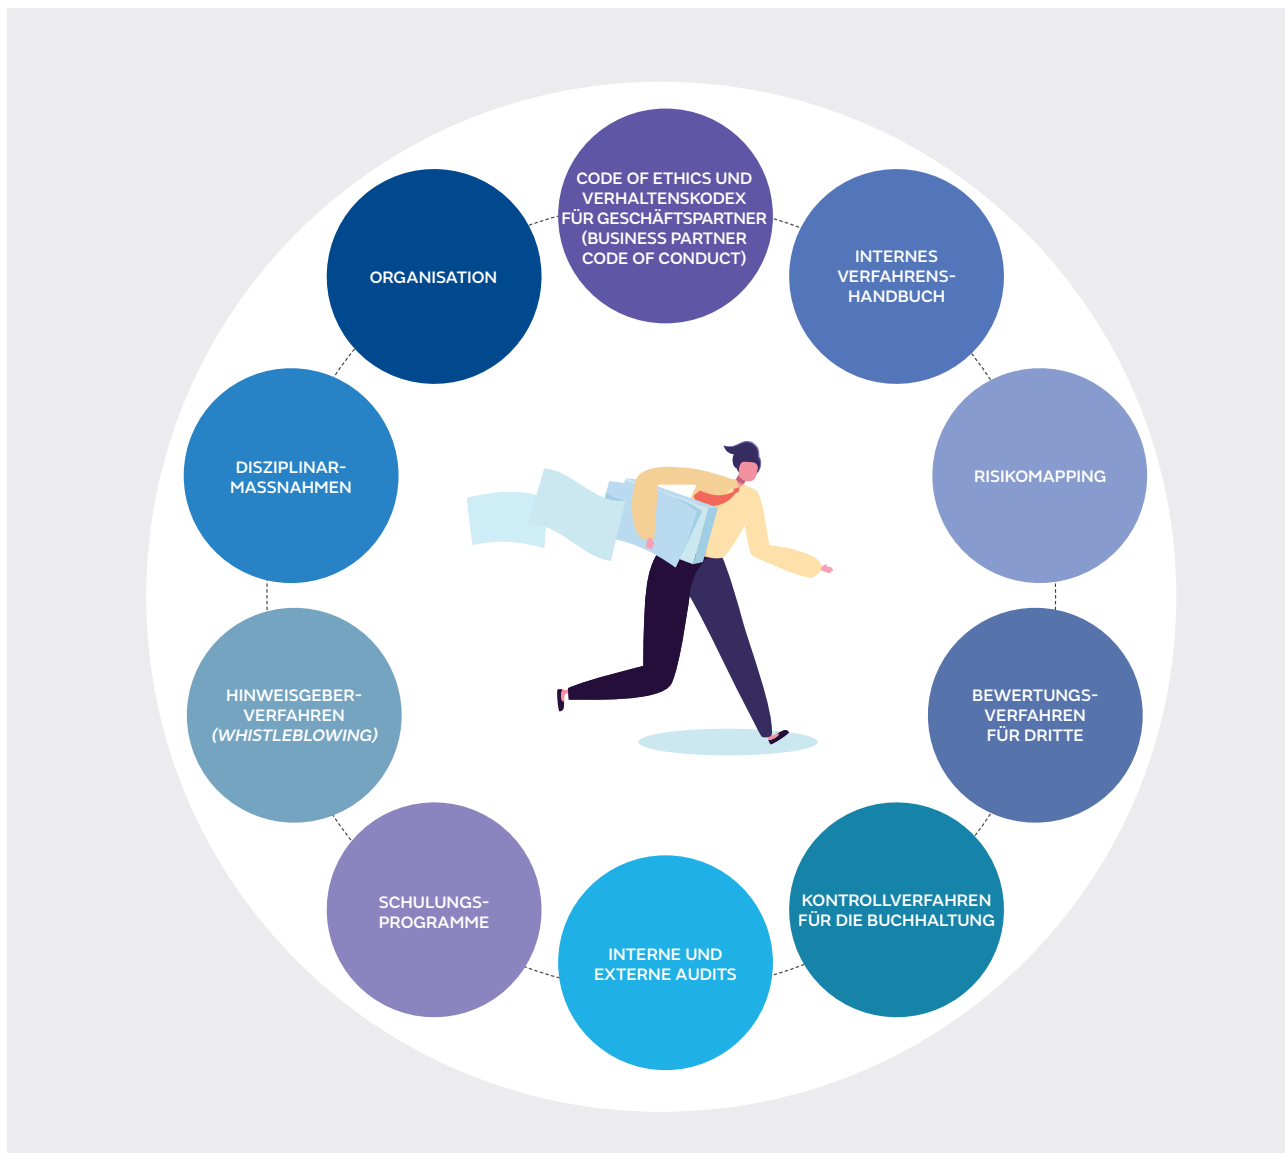 CODE OF ETHICS UND
VERHALTENSKODEX
FÜR GESCHÄFTSPARTNER
(BUSINESS PARTNER
CODE OF CONDUCT)
INTERNES
VERFAHRENS-
HANDBUCH
RISIKOMAPPING
BEWERTUNGS-
VERFAHREN
FÜR DRITTE
KONTROLLVERFAHREN
FÜR DIE BUCHHALTUNG
INTERNE UND
EXTERNE AUDITS
SCHULUNGS-
PROGRAMME
HINWEISGEBER-
VERFAHREN
(WHISTLEBLOWING)
DISZIPLINAR-
MASSNAHMEN
ORGANISATION